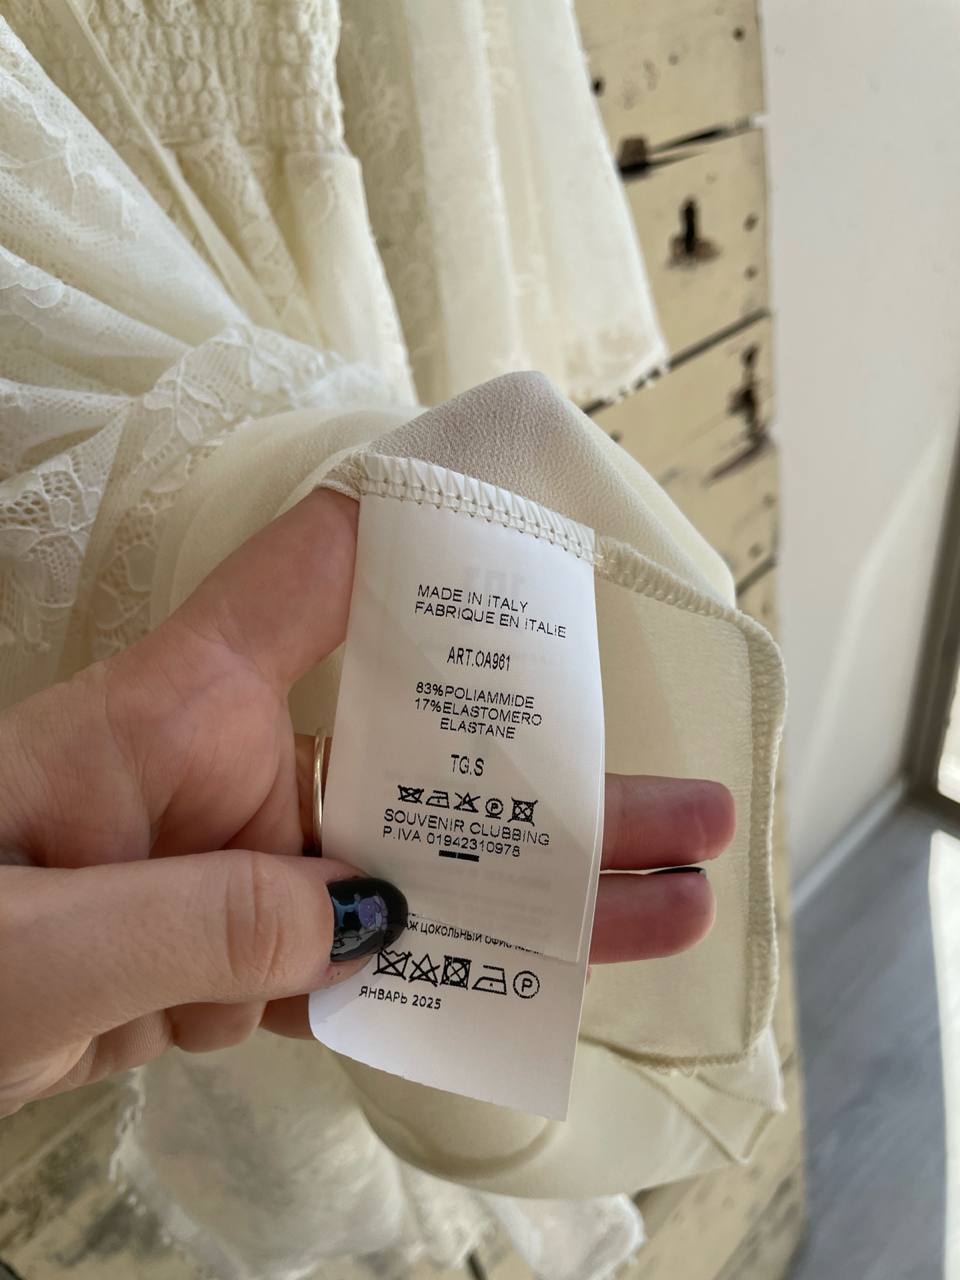 MADE IN ITALY
FABRIQUE EN ITALIE
ART.OA961
83%POLIAMMIDE
17%ELASTOMERO
ELASTANE
TG.S
SOUVENIR CLUBBING
P.IVA 01942310978
ЦОКОЛЬНЫЙ ОФИС
P
ЯНВАРЬ 2025